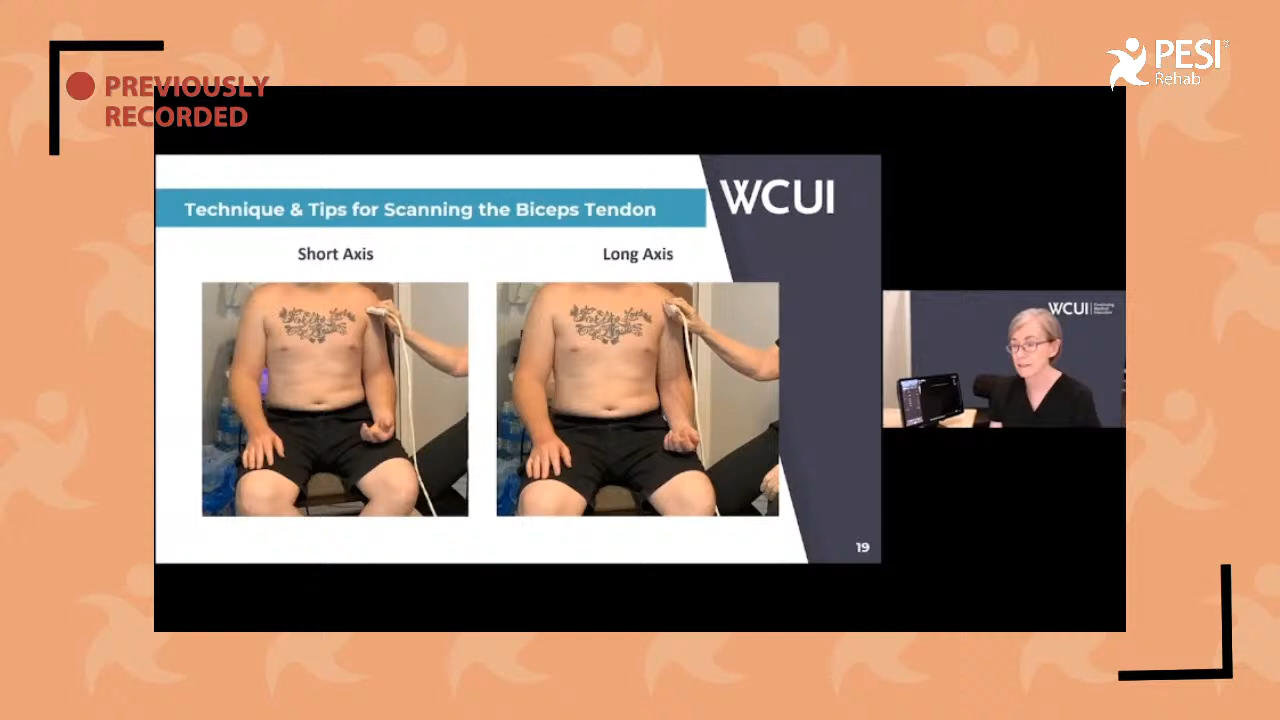 PREVIOUSLY
RECORDED
PESI
Rehab
Technique & Tips for Scanning the Biceps Tendon
WCUI
Short Axis
Long Axis
WCUI
19